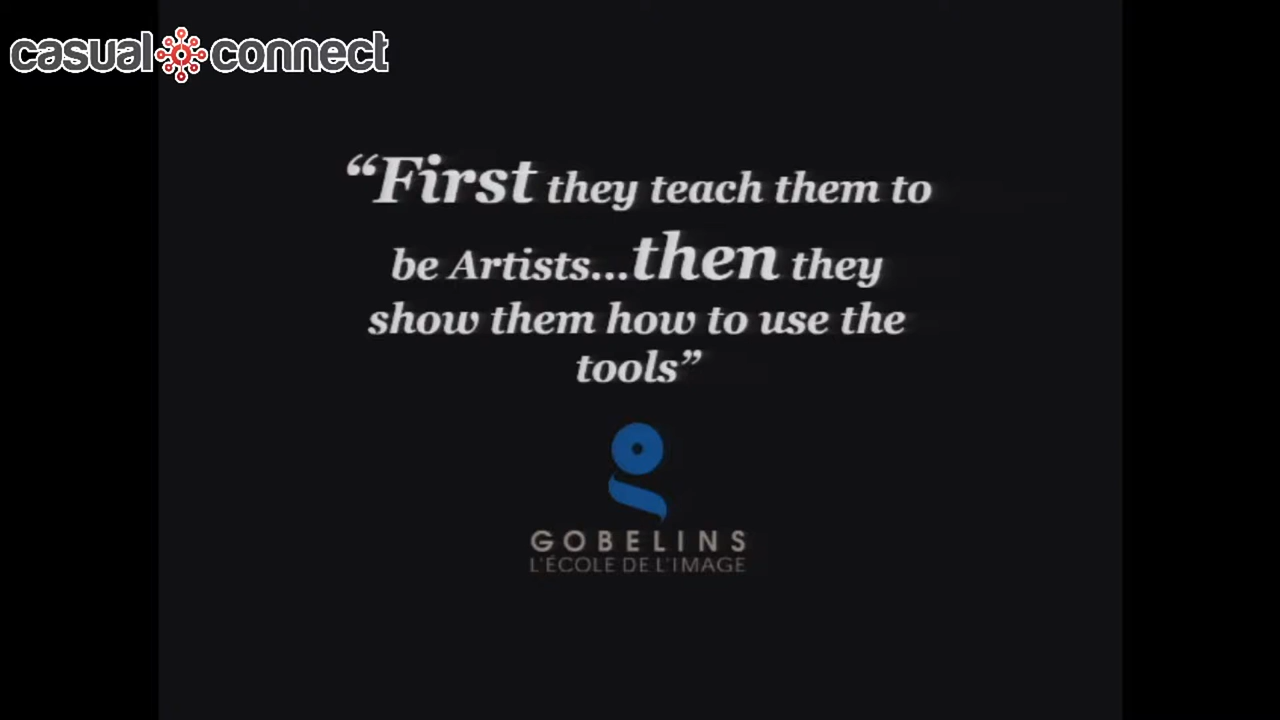 casual connect
“First they teach them to
be Artists...then they
show them how to use the
tools”
GOBELINS
L'ÉCOLE DE L'IMAGE